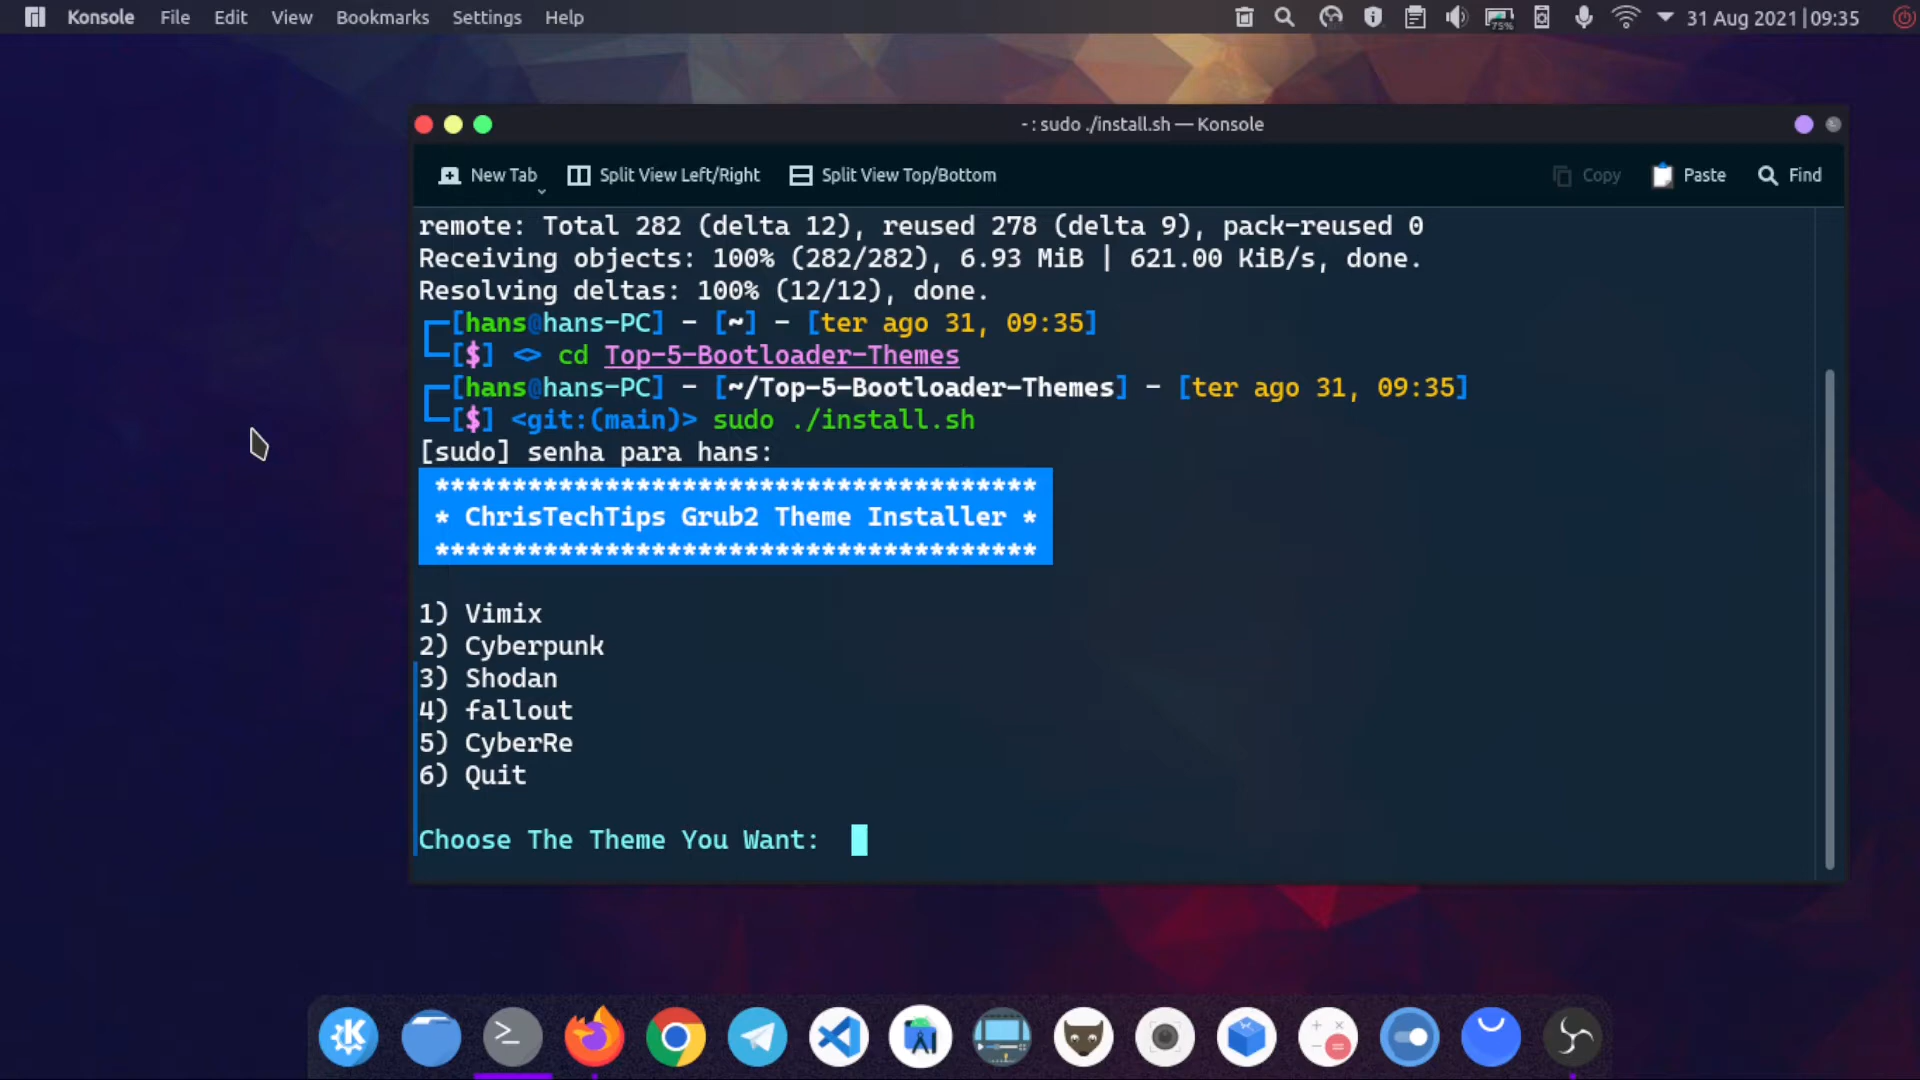 Konsole File Edit View Bookmarks Settings Help 75% 31 Aug 2021|09:35
- : sudo ./install.sh — Konsole
New Tab Split View Left/Right Split View Top/Bottom Copy Paste Find
remote: Total 282 (delta 12), reused 278 (delta 9), pack-reused 0
Receiving objects: 100% (282/282), 6.93 MiB | 621.00 KiB/s, done.
Resolving deltas: 100% (12/12), done.
┌─[hans@hans-PC] - [~] - [ter ago 31, 09:35]
└─[$] <> cd Top-5-Bootloader-Themes
┌─[hans@hans-PC] - [~/Top-5-Bootloader-Themes] - [ter ago 31, 09:35]
└─[$] <git:(main)> sudo ./install.sh
[sudo] senha para hans:
***************************************
* ChrisTechTips Grub2 Theme Installer *
***************************************
1) Vimix
2) Cyberpunk
3) Shodan
4) fallout
5) CyberRe
6) Quit
Choose The Theme You Want: